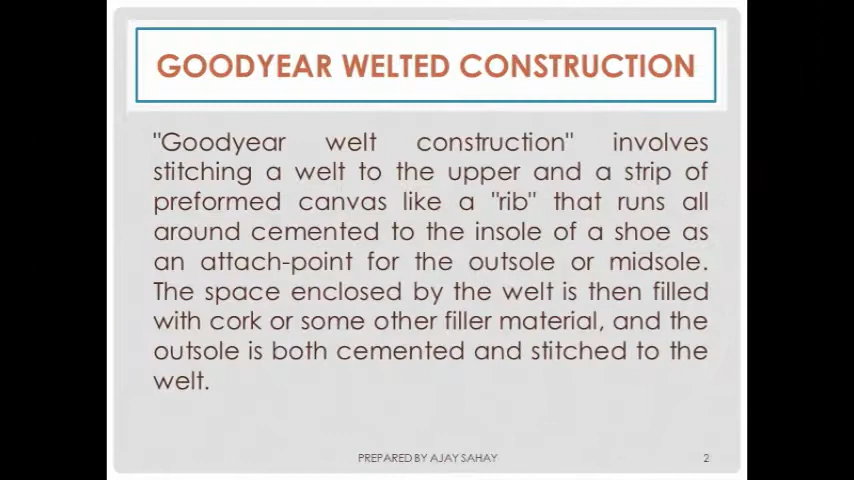 GOODYEAR WELTED CONSTRUCTION
"Goodyear welt construction" involves
stitching a welt to the upper and a strip of
preformed canvas like a "rib" that runs all
around cemented to the insole of a shoe as
an attach-point for the outsole or midsole.
The space enclosed by the welt is then filled
with cork or some other filler material, and the
outsole is both cemented and stitched to the
welt.
PREPARED BY AJAY SAHAY
2